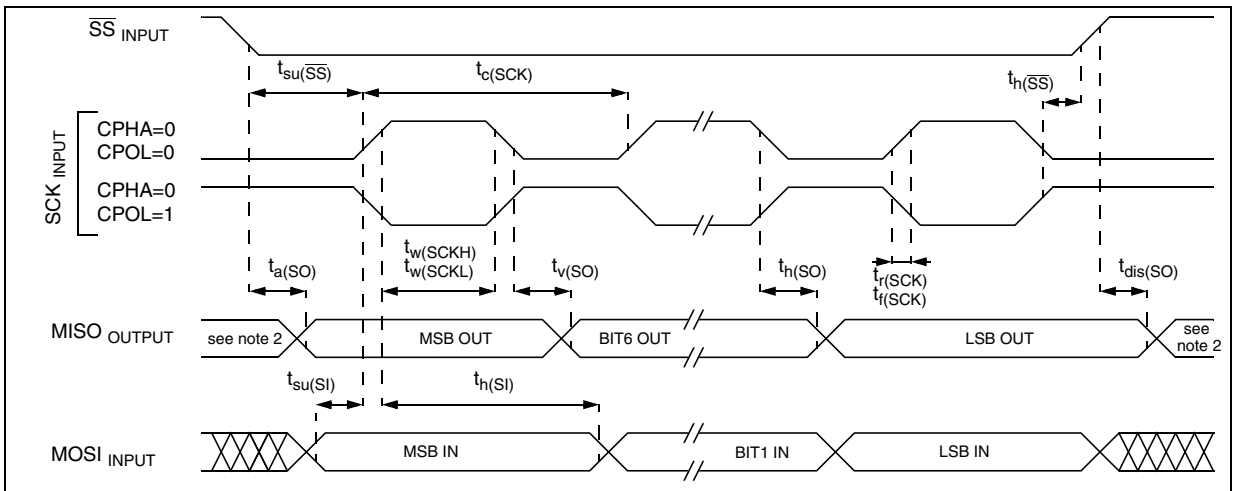 SS INPUT
tsu(SS)
tc(SCK)
th(SS)
SCK INPUT
CPHA=0
CPOL=0
CPHA=0
CPOL=1
ta(SO)
tw(SCKH)
tw(SCKL)
tv(SO)
th(SO)
tr(SCK)
tf(SCK)
tdis(SO)
MISO OUTPUT
see note 2
MSB OUT
BIT6 OUT
LSB OUT
see
note 2
tsu(SI)
th(SI)
MOSI INPUT
MSB IN
BIT1 IN
LSB IN